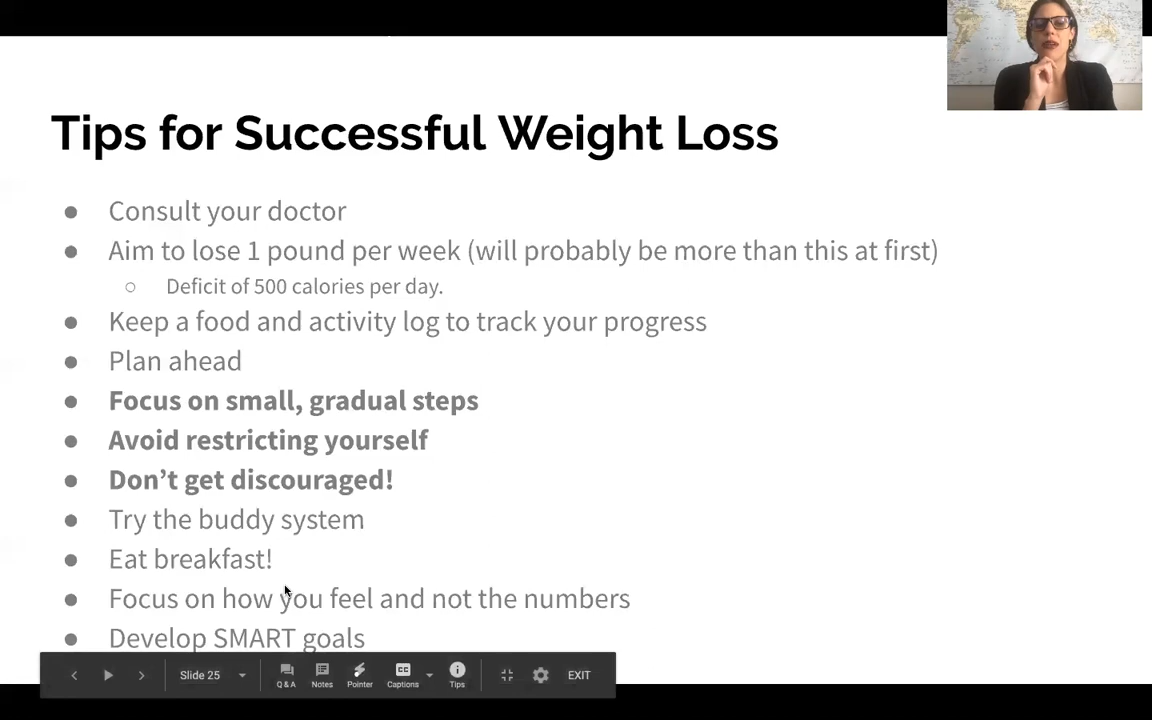 Tips for Successful Weight Loss
● Consult your doctor
● Aim to lose 1 pound per week (will probably be more than this at first)
○ Deficit of 500 calories per day.
● Keep a food and activity log to track your progress
● Plan ahead
● Focus on small, gradual steps
● Avoid restricting yourself
● Don’t get discouraged!
● Try the buddy system
● Eat breakfast!
● Focus on how you feel and not the numbers
● Develop SMART goals
Slide 25 Q & A Notes Pointer Captions Tips EXIT